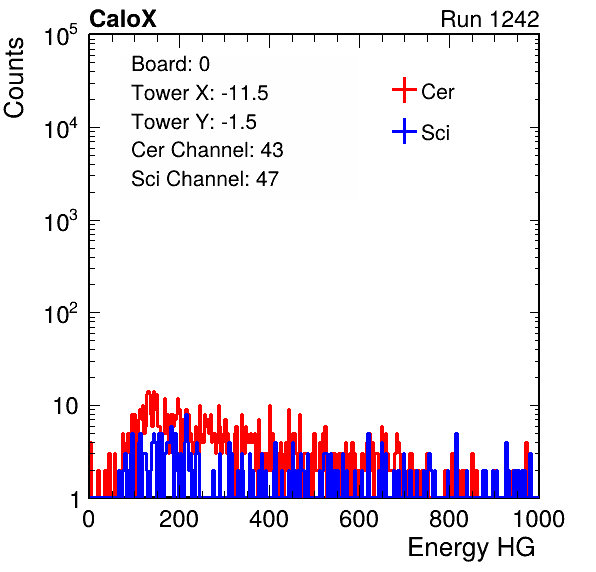 CaloX Run 1242
Counts
10^5
10^4
10^3
10^2
10
1
Board: 0
Tower X: -11.5
Tower Y: -1.5
Cer Channel: 43
Sci Channel: 47
Cer
Sci
0 200 400 600 800 1000
Energy HG